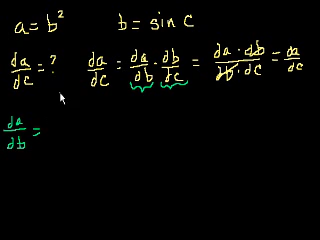 a = b² b = sin c
da/dc = ? da/dc = da/db · db/dc = da · db / db · dc = da/dc
da/db =